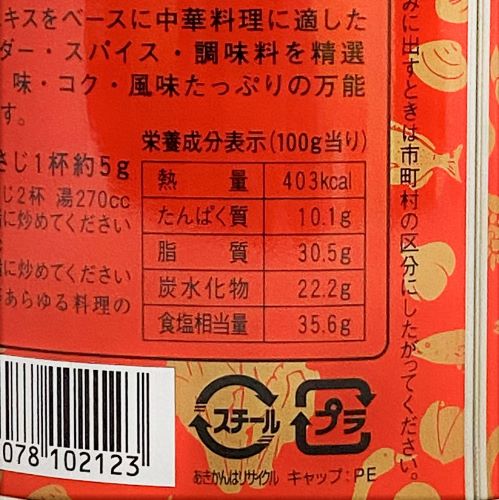 キスをベースに中華料理に適した
ダー・スパイス・調味料を精選
味・コク・風味たっぷりの万能
す。
栄養成分表示(100g当り)
熱量 403kcal
たんぱく質 10.1g
脂質 30.5g
炭水化物 22.2g
食塩相当量 35.6g
さじ1杯約5g
じ2杯 湯270cc
に炒めてください
に炒めてください
あらゆる料理の
みに出すときは市町村の区分にしたがってください。
078 102123
スチール
あきかんはリサイクル
プラ
キャップ:PE